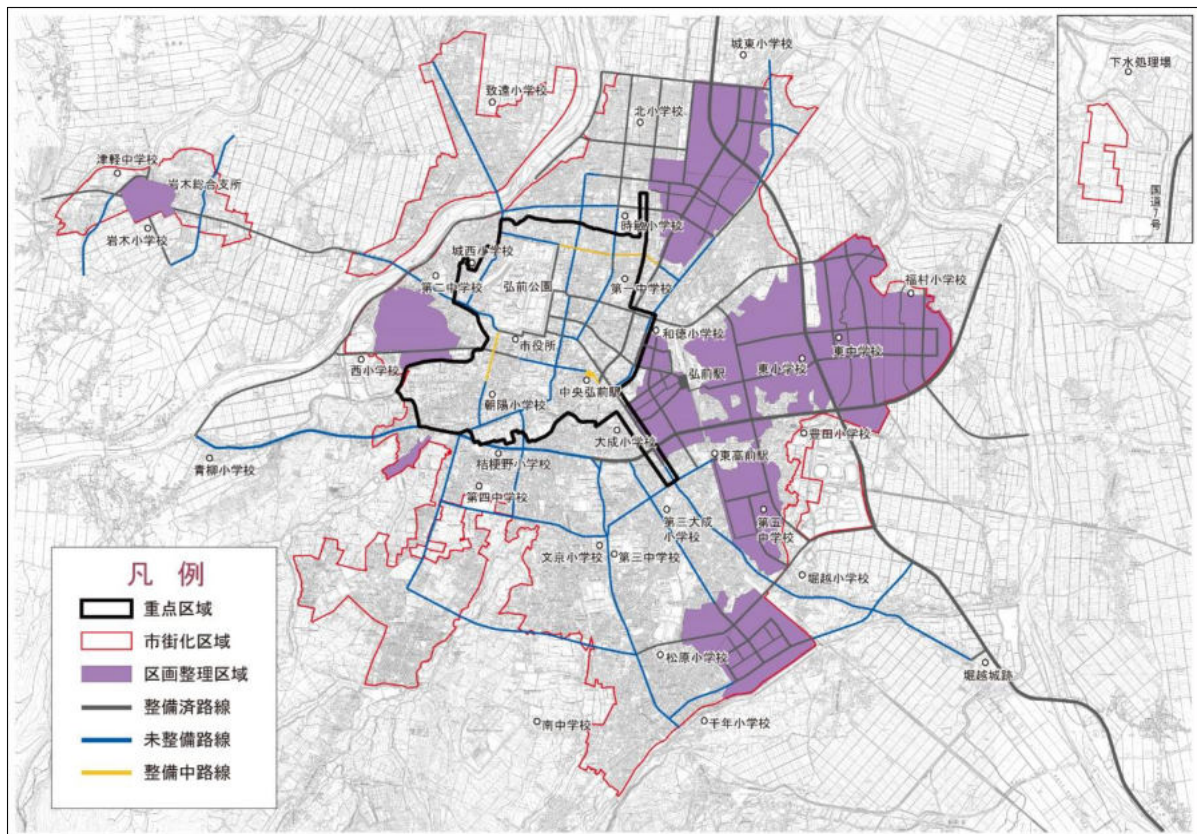 城東小学校
下水処理場
致遠小学校
北小学校
津軽中学校
岩木総合支所
国道7号
岩木小学校
時敏小学校
城西小学校
第二中学校
弘前公園
第一中学校
福村小学校
和徳小学校
市役所
東中学校
西小学校
東小学校
弘前駅
中央弘前駅
朝陽小学校
大成小学校
豊田小学校
青柳小学校
桔梗野小学校
東高前駅
第四中学校
第三大成
小学校
第五
中学校
文京小学校
第三中学校
堀越小学校
松原小学校
堀越城跡
南中学校
千年小学校
凡 例
重点区域
市街化区域
区画整理区域
整備済路線
未整備路線
整備中路線